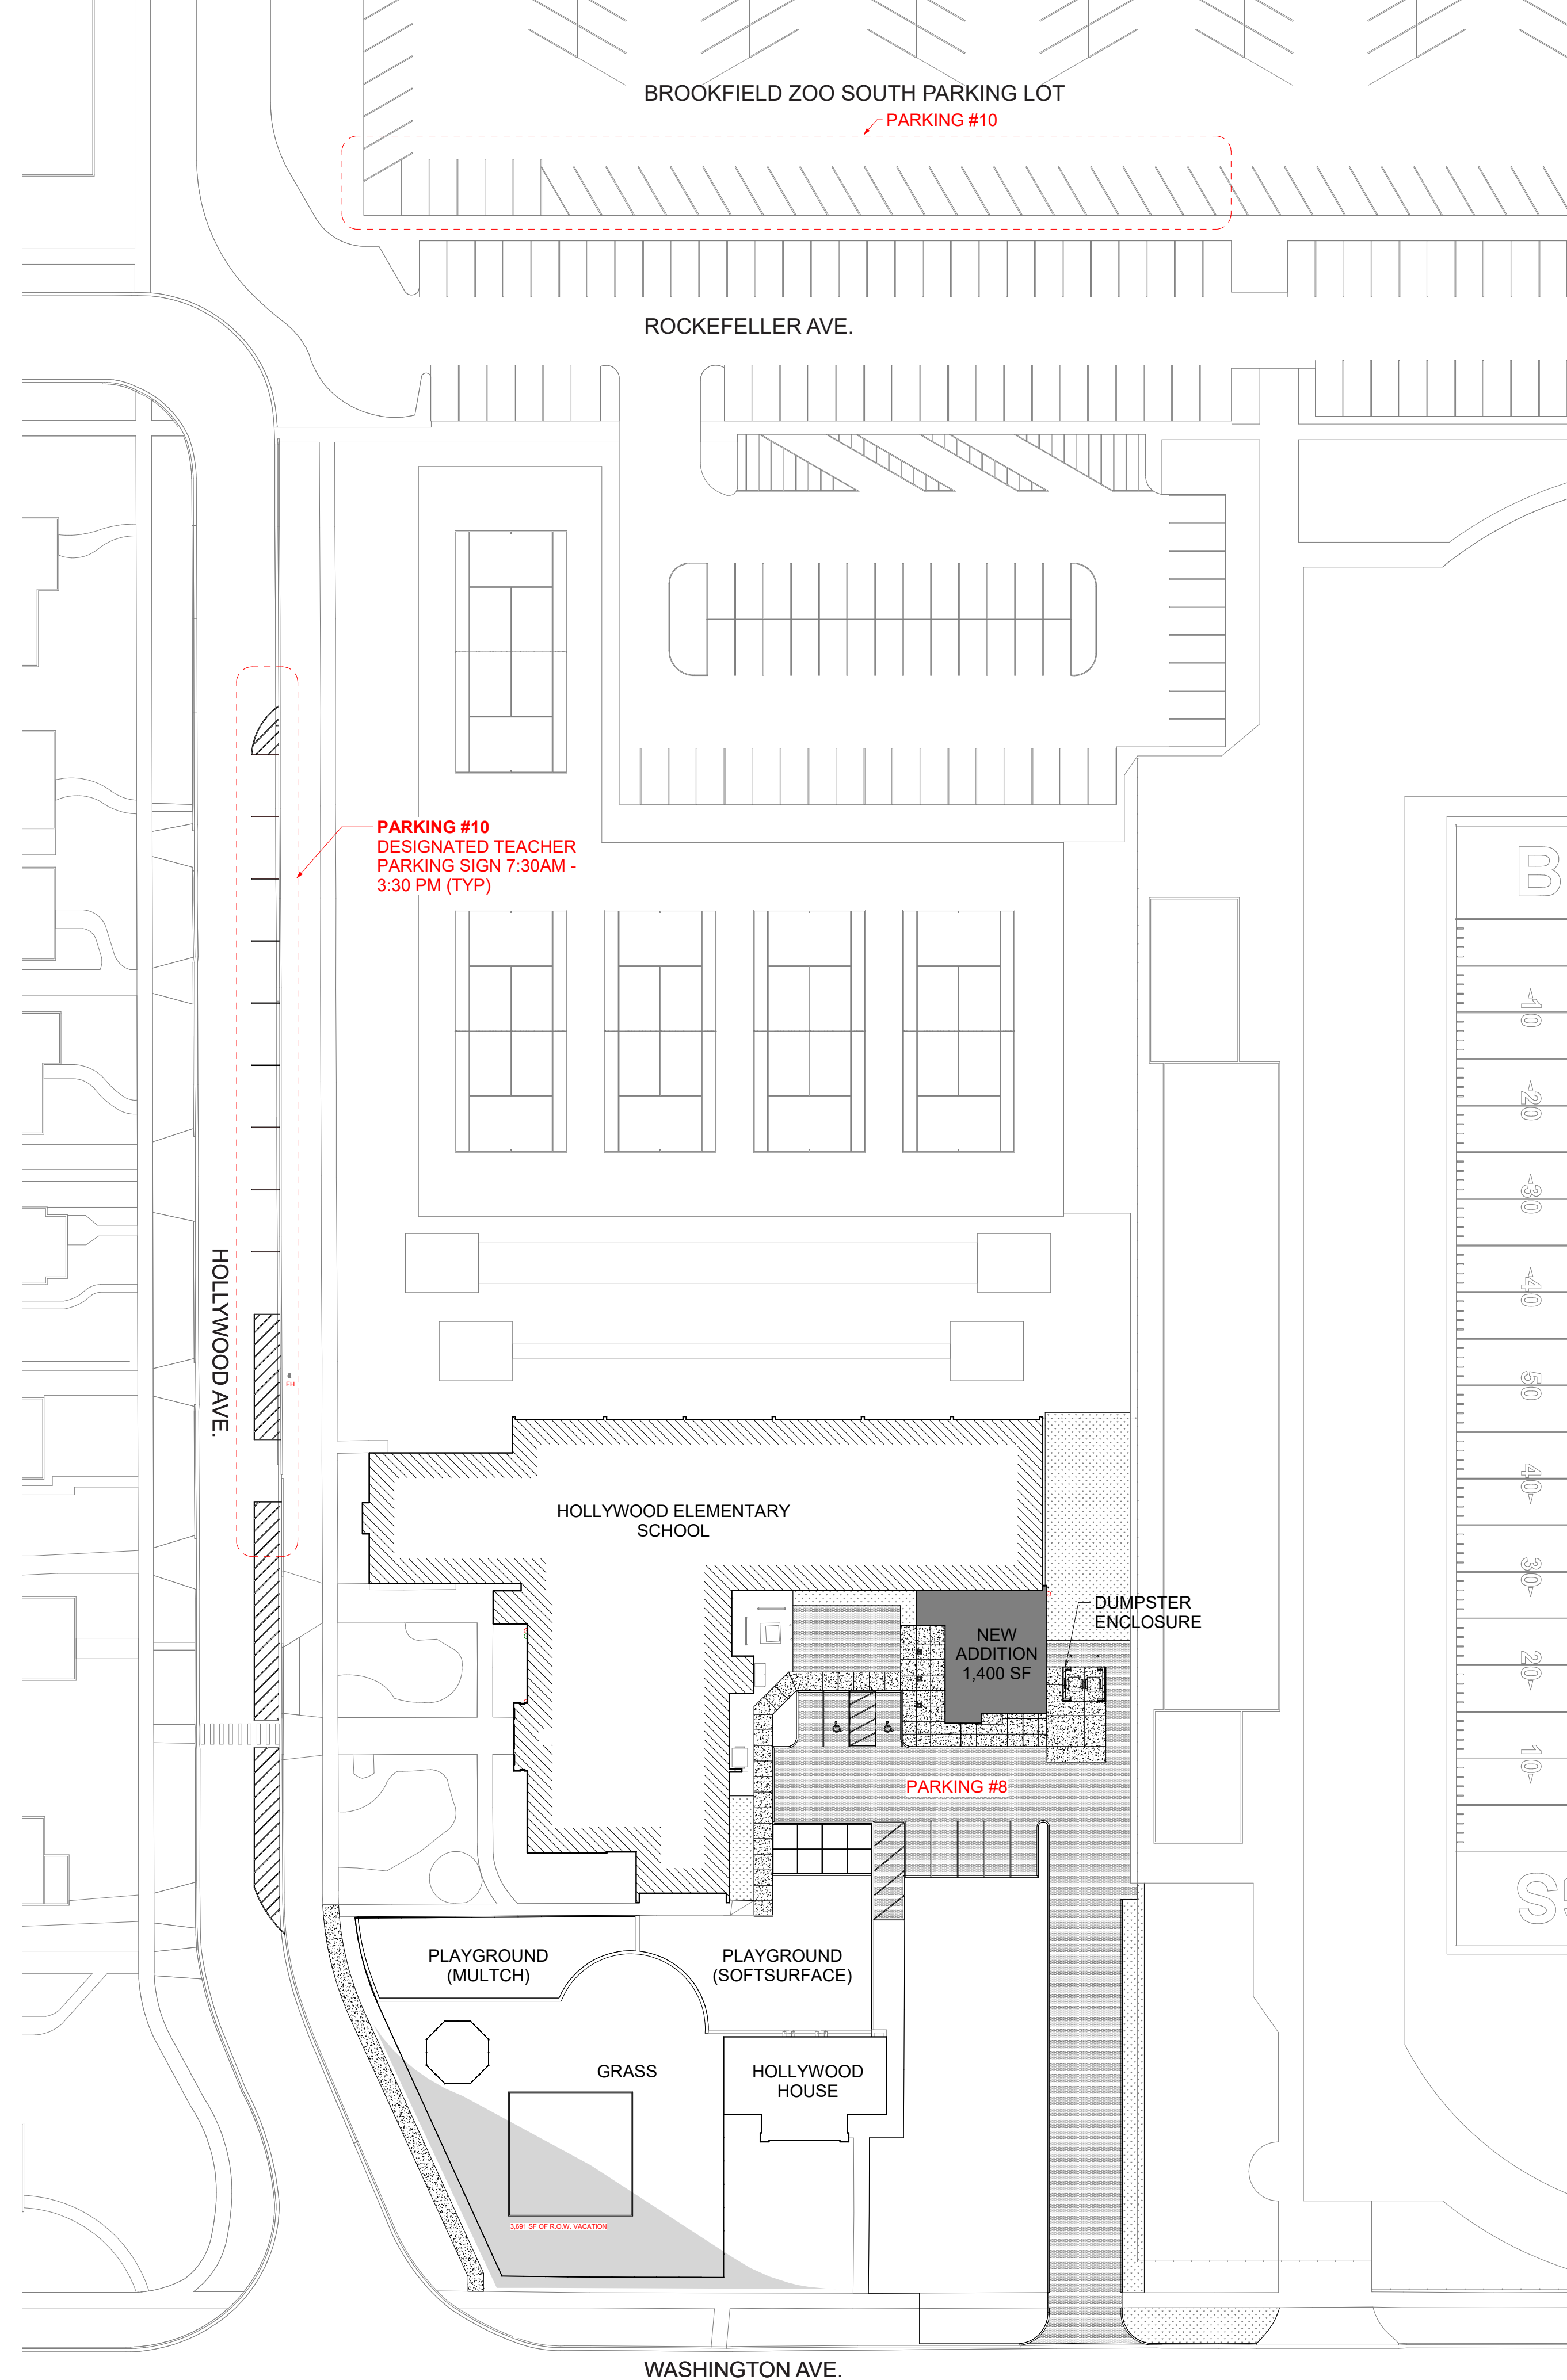 BROOKFIELD ZOO SOUTH PARKING LOT
PARKING #10
ROCKEFELLER AVE.
PARKING #10
DESIGNATED TEACHER
PARKING SIGN 7:30AM -
3:30 PM (TYP)
B
10
20
30
40
50
40
30
20
10
HOLLYWOOD AVE.
FH
HOLLYWOOD ELEMENTARY
SCHOOL
DUMPSTER
ENCLOSURE
NEW
ADDITION
1,400 SF
PARKING #8
PLAYGROUND
(MULTCH)
PLAYGROUND
(SOFTSURFACE)
GRASS
HOLLYWOOD
HOUSE
3,691 SF OF R.O.W. VACATION
WASHINGTON AVE.